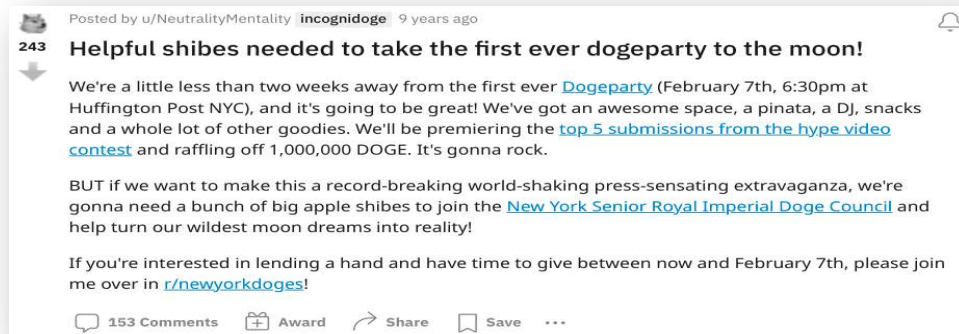 Posted by u/NeutralityMentality incognidoge 9 years ago
243
Helpful shibes needed to take the first ever dogeparty to the moon!
We're a little less than two weeks away from the first ever Dogeparty (February 7th, 6:30pm at
Huffington Post NYC), and it's going to be great! We've got an awesome space, a pinata, a DJ, snacks
and a whole lot of other goodies. We'll be premiering the top 5 submissions from the hype video
contest and raffling off 1,000,000 DOGE. It's gonna rock.
BUT if we want to make this a record-breaking world-shaking press-sensating extravaganza, we're
gonna need a bunch of big apple shibes to join the New York Senior Royal Imperial Doge Council and
help turn our wildest moon dreams into reality!
If you're interested in lending a hand and have time to give between now and February 7th, please join
me over in r/newyorkdoges!
153 Comments Award Share Save ...